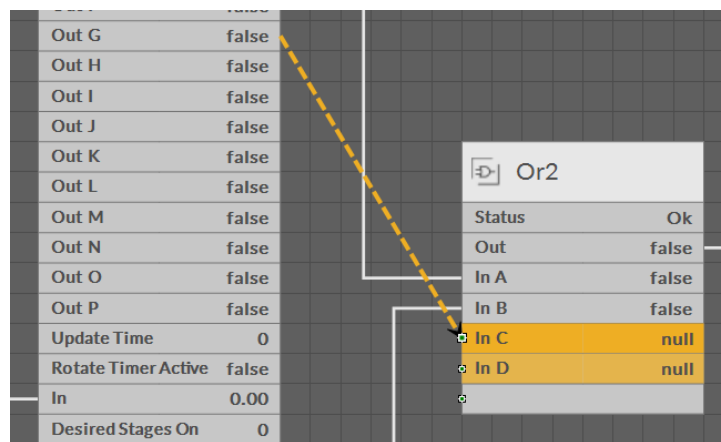 Out G false
Out H false
Out I false
Out J false
Out K false
Out L false
Out M false
Out N false
Out O false
Out P false
Update Time 0
Rotate Timer Active false
In 0.00
Desired Stages On 0
Or2
Status Ok
Out false
In A false
In B false
In C null
In D null